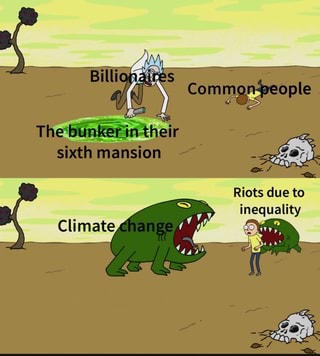 Billionaires
Common people
The bunker in their
sixth mansion
Riots due to
inequality
Climate change